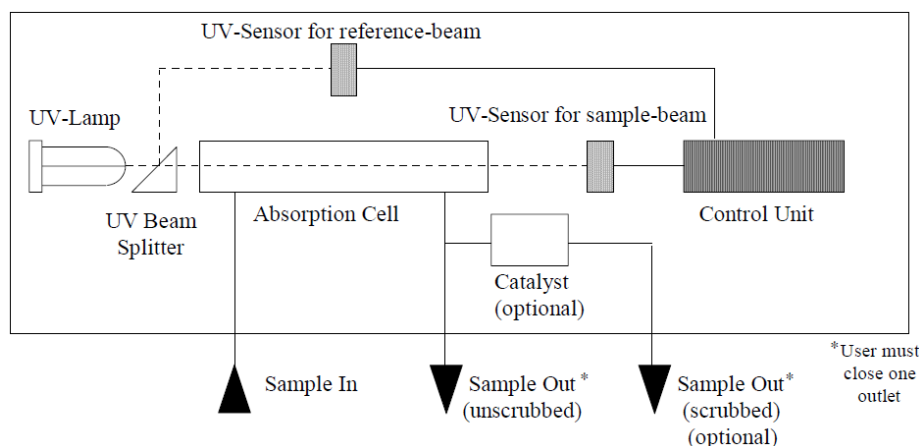 UV-Sensor for reference-beam
UV-Lamp
UV-Sensor for sample-beam
UV Beam
Splitter
Absorption Cell
Control Unit
Catalyst
(optional)
Sample In
Sample Out*
(unscrubbed)
Sample Out*
(scrubbed)
(optional)
*User must
close one
outlet